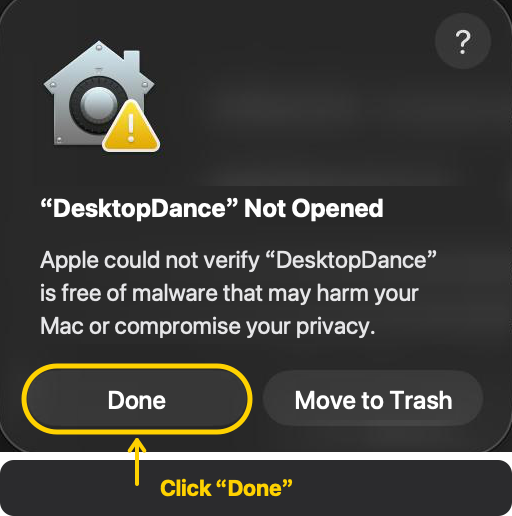 ?
“DesktopDance” Not Opened
Apple could not verify “DesktopDance”
is free of malware that may harm your
Mac or compromise your privacy.
Done
Move to Trash
Click “Done”